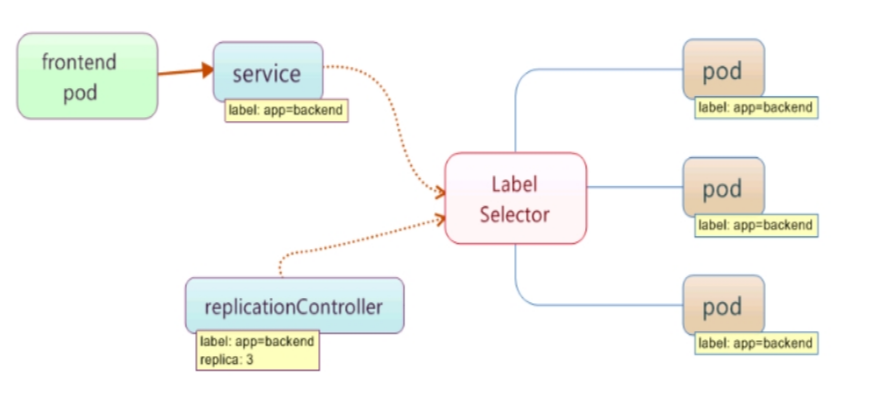 frontend
pod
service
label: app=backend
Label
Selector
replicationController
label: app=backend
replica: 3
pod
label: app=backend
pod
label: app=backend
pod
label: app=backend